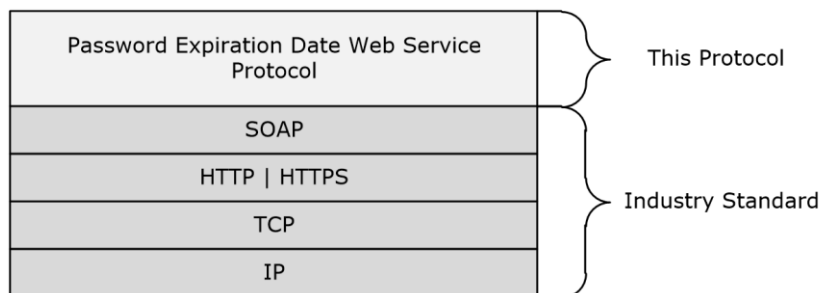 Password Expiration Date Web Service
Protocol
This Protocol
SOAP
HTTP | HTTPS
TCP
IP
Industry Standard